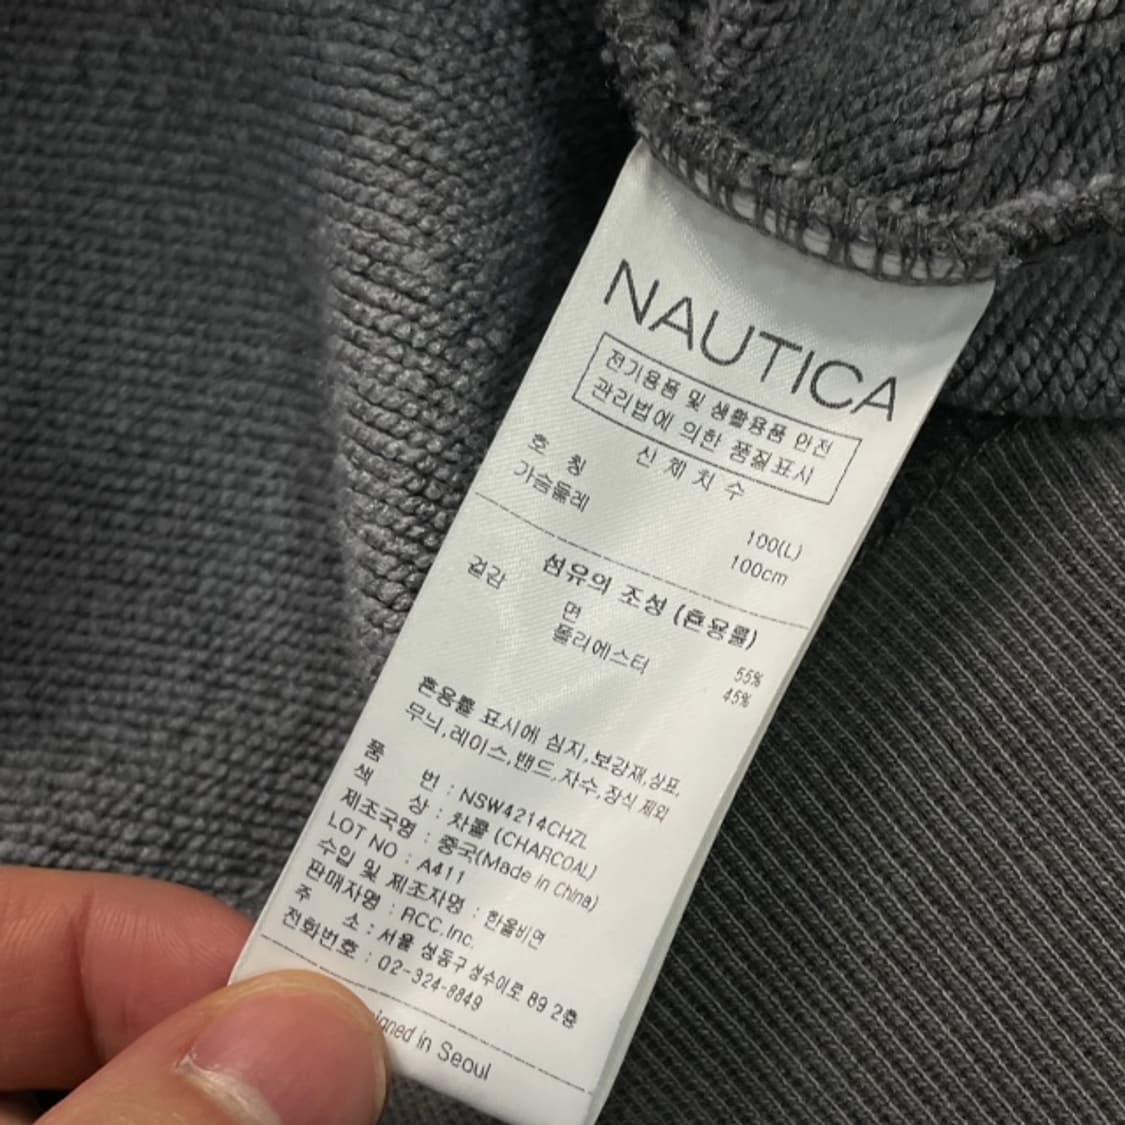 NAUTICA
전기용품 및 생활용품 안전
관리법에 의한 품질표시
신 체 치 수
호 칭 100(L)
가슴둘레 100cm
섬유의 조성 (혼용률)
겉감 면 55%
폴리에스터 45%
혼용률 표시에 심지,보강재,상표,
무늬,레이스,밴드,자수,장식 제외
품 번 : NSW4214CHZL
색 상 : 차콜 (CHARCOAL)
제조국명 : 중국(Made in China)
LOT NO : A411
수입 및 제조자명 : 한올비면
판매자명 : RCC.Inc.
주 소 : 서울 성동구 성수이로 89 2층
전화번호 : 02-324-8849
in Seoul